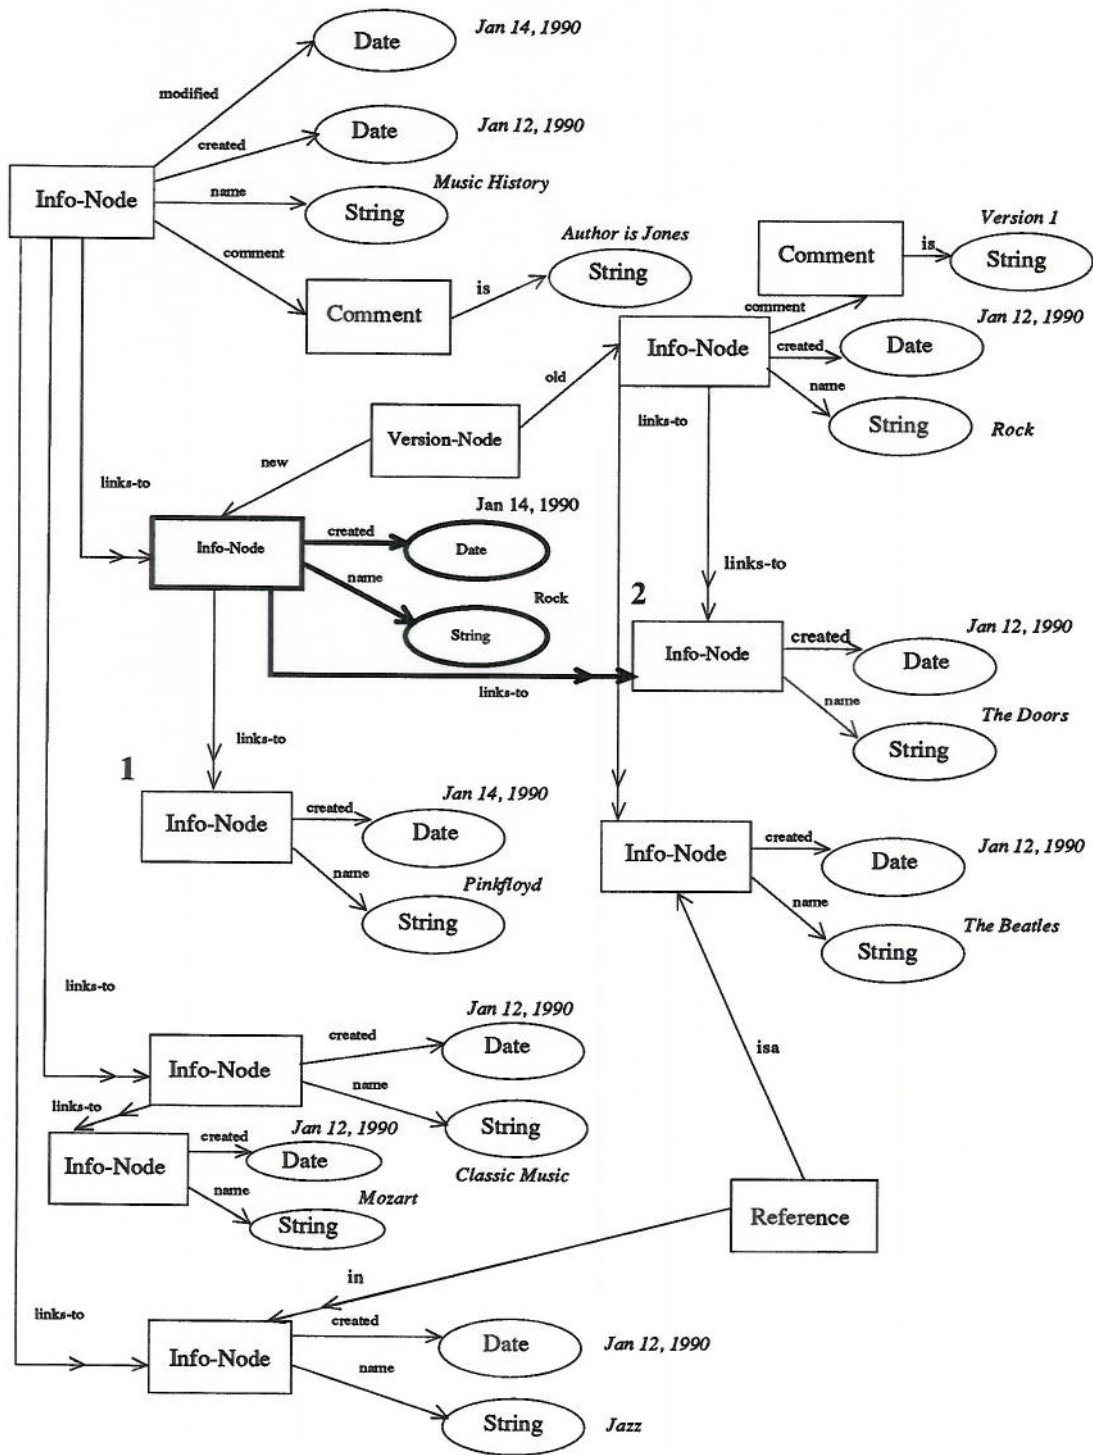 Jan 14, 1990
Date
modified
Jan 12, 1990
Date
created
Info-Node
name
Music History
String
comment
Author is Jones
String
is
Comment
Version 1
Comment
is
String
comment
Jan 12, 1990
Info-Node
created
Date
name
String
Rock
old
links-to
Version-Node
new
links-to
Jan 14, 1990
Info-Node
created
Date
name
Rock
String
links-to
links-to
2
Jan 12, 1990
Info-Node
created
Date
name
The Doors
String
links-to
1
Jan 14, 1990
Info-Node
created
Date
name
Pinkfloyd
String
Jan 12, 1990
Info-Node
created
Date
name
The Beatles
String
links-to
Jan 12, 1990
created
Date
Info-Node
name
String
Classic Music
isa
links-to
Jan 12, 1990
created
Info-Node
Date
name
Mozart
String
Reference
in
links-to
created
Info-Node
Date
Jan 12, 1990
name
String
Jazz